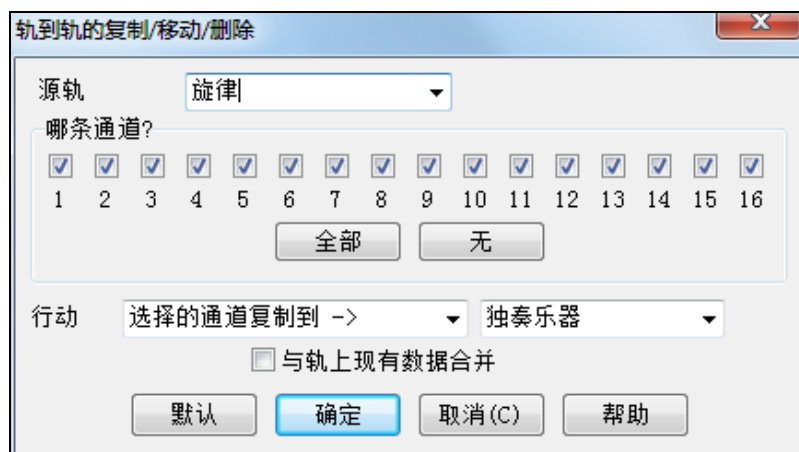 轨到轨的复制/移动/删除
源轨 旋律
哪条通道?
1 2 3 4 5 6 7 8 9 10 11 12 13 14 15 16
全部 无
行动 选择的通道复制到 -> 独奏乐器
与轨上现有数据合并
默认 确定 取消(C) 帮助